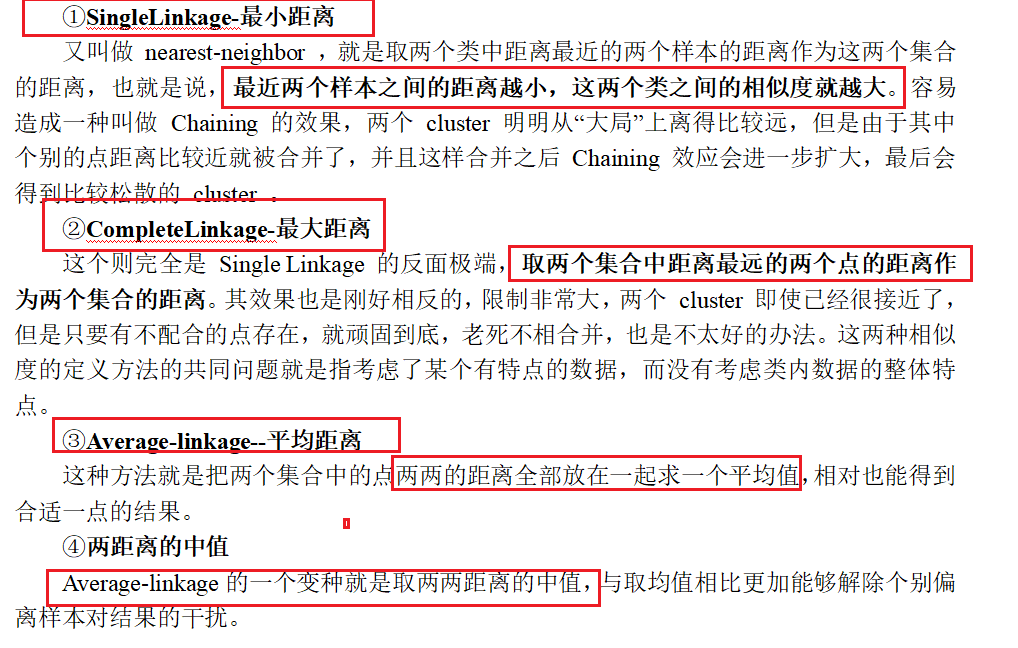 ①SingleLinkage-最小距离
又叫做 nearest-neighbor ，就是取两个类中距离最近的两个样本的距离作为这两个集合
的距离，也就是说，最近两个样本之间的距离越小，这两个类之间的相似度就越大。容易
造成一种叫做 Chaining 的效果，两个 cluster 明明从“大局”上离得比较远，但是由于其中
个别的点距离比较近就被合并了，并且这样合并之后 Chaining 效应会进一步扩大，最后会
得到比较松散的 cluster 。
②CompleteLinkage-最大距离
这个则完全是 Single Linkage 的反面极端，取两个集合中距离最远的两个点的距离作
为两个集合的距离。其效果也是刚好相反的，限制非常大，两个 cluster 即使已经很接近了，
但是只要有不配合的点存在，就顽固到底，老死不相合并，也是不太好的办法。这两种相似
度的定义方法的共同问题就是指考虑了某个有特点的数据，而没有考虑类内数据的整体特
点。
③Average-linkage--平均距离
这种方法就是把两个集合中的点两两的距离全部放在一起求一个平均值，相对也能得到
合适一点的结果。
④两距离的中值
Average-linkage 的一个变种就是取两两距离的中值，与取均值相比更加能够解除个别偏
离样本对结果的干扰。